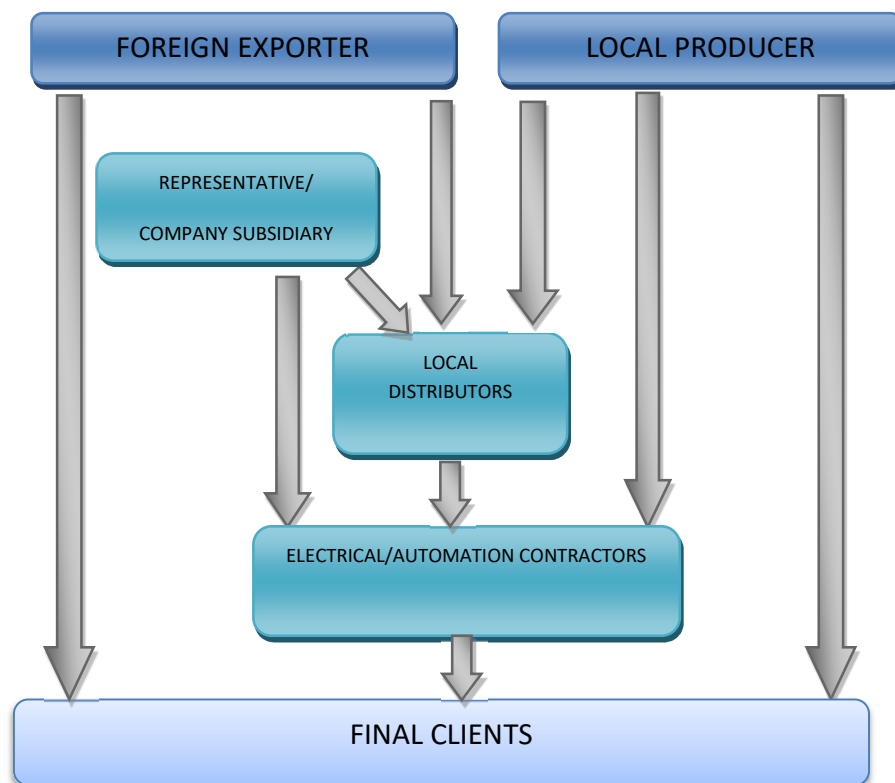 FOREIGN EXPORTER
LOCAL PRODUCER
REPRESENTATIVE/
COMPANY SUBSIDIARY
LOCAL
DISTRIBUTORS
ELECTRICAL/AUTOMATION CONTRACTORS
FINAL CLIENTS